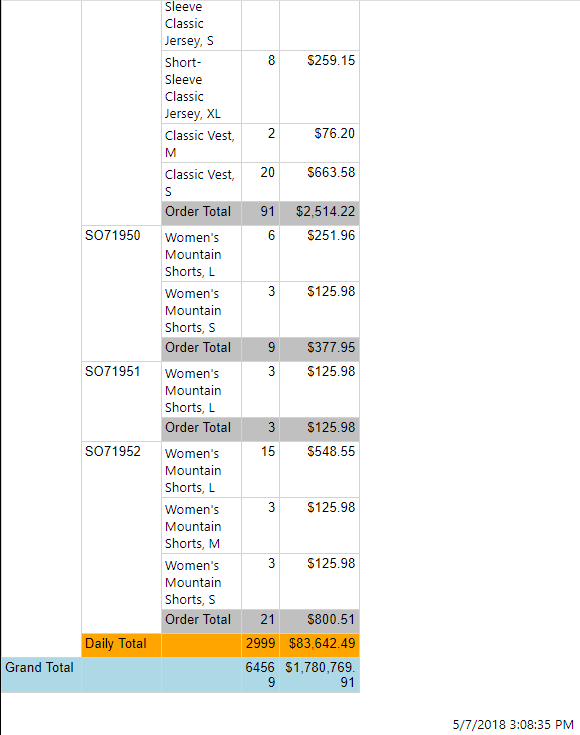 Sleeve
Classic
Jersey, S
Short- 8 $259.15
Sleeve
Classic
Jersey, XL
Classic Vest, 2 $76.20
M
Classic Vest, 20 $663.58
S
Order Total 91 $2,514.22
SO71950 Women's 6 $251.96
Mountain
Shorts, L
Women's 3 $125.98
Mountain
Shorts, S
Order Total 9 $377.95
SO71951 Women's 3 $125.98
Mountain
Shorts, L
Order Total 3 $125.98
SO71952 Women's 15 $548.55
Mountain
Shorts, L
Women's 3 $125.98
Mountain
Shorts, M
Women's 3 $125.98
Mountain
Shorts, S
Order Total 21 $800.51
Daily Total 2999 $83,642.49
Grand Total 6456 $1,780,769.
9 91
5/7/2018 3:08:35 PM